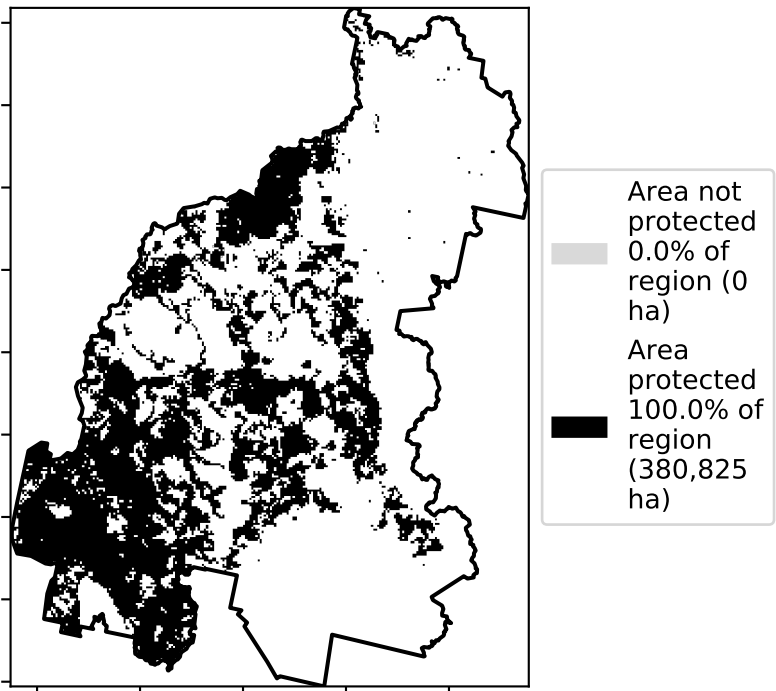 Area not
protected
0.0% of
region (0
ha)
Area
protected
100.0% of
region
(380,825
ha)